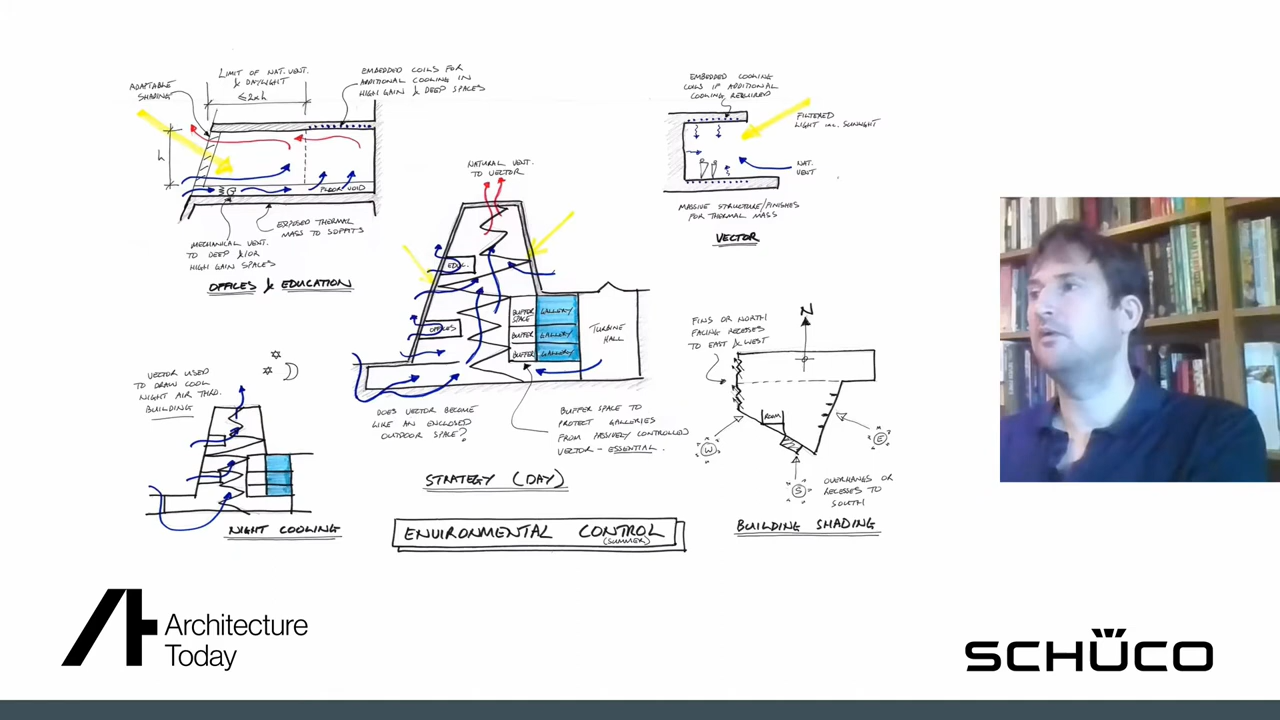 ADAPTABLE
SHADING
LIMIT OF NAT. VENT.
& DAYLIGHT
≤2xh
EMBEDDED COILS FOR
ADDITIONAL COOLING IN
HIGH GAIN & DEEP SPACES
h
FLOOR VOID
EXPOSED THERMAL
MASS TO SOFFITS
MECHANICAL VENT.
TO DEEP &/OR
HIGH GAIN SPACES
OFFICES & EDUCATION
NATURAL VENT.
TO VECTOR
EDUC.
OFFICES
BUFFER
SPACE
GALLERY
BUFFER
GALLERY
BUFFER
GALLERY
TURBINE
HALL
DOES VECTOR BECOME
LIKE AN ENCLOSED
OUTDOOR SPACE?
BUFFER SPACE TO
PROTECT GALLERIES
FROM PASSIVELY CONTROLLED
VECTOR - ESSENTIAL.
STRATEGY (DAY)
EMBEDDED COOLING
COILS IF ADDITIONAL
COOLING REQUIRED
FILTERED
LIGHT inc. SUNLIGHT
NAT.
VENT
MASSIVE STRUCTURE/FINISHES
FOR THERMAL MASS
VECTOR
VECTOR USED
TO DRAW COOL
NIGHT AIR THRO.
BUILDING
NIGHT COOLING
ENVIRONMENTAL CONTROL
(SUMMER)
N
FINS OR NORTH
FACING RECESSES
TO EAST & WEST
ROOM
W
E
S
OVERHANGS OR
RECESSES TO
SOUTH
BUILDING SHADING
Architecture
Today
SCHÜCO